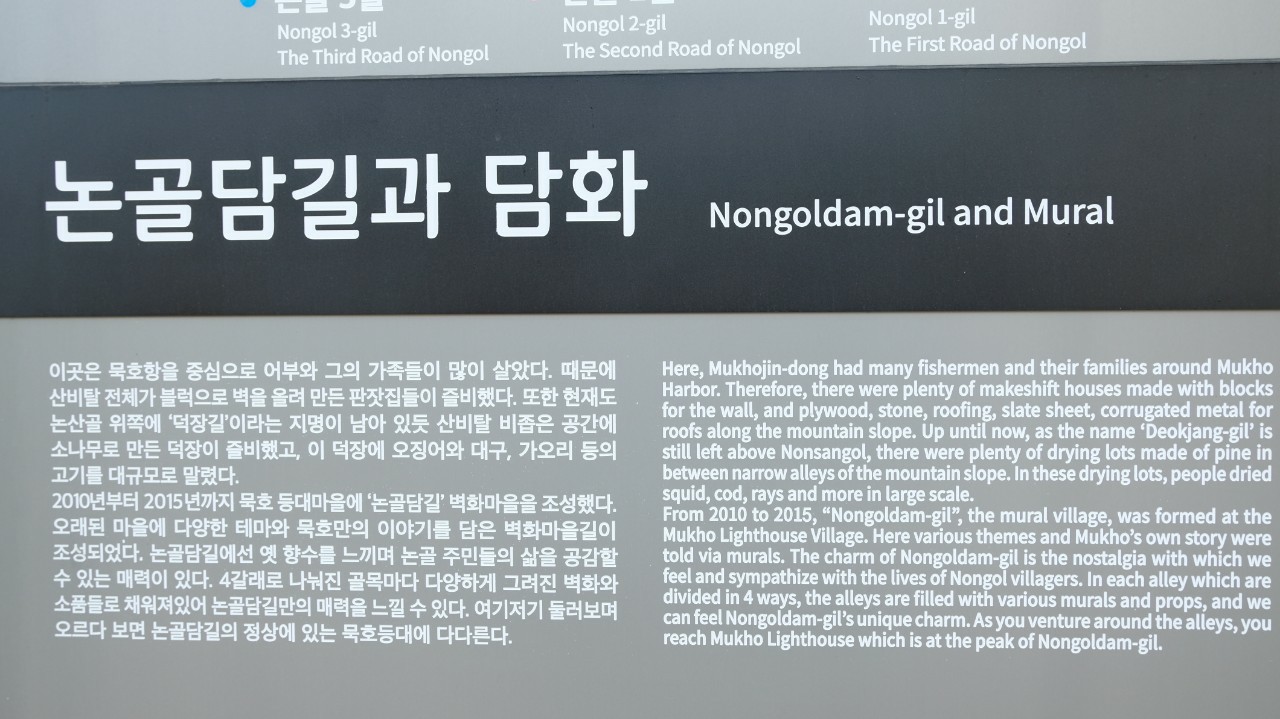 Nongol 3-gil
The Third Road of Nongol
Nongol 2-gil
The Second Road of Nongol
Nongol 1-gil
The First Road of Nongol
논골담길과 담화 Nongoldam-gil and Mural
이곳은 묵호항을 중심으로 어부와 그의 가족들이 많이 살았다. 때문에
산비탈 전체가 블럭으로 벽을 올려 만든 판잣집들이 즐비했다. 또한 현재도
논산골 위쪽에 ‘덕장길’이라는 지명이 남아 있듯 산비탈 비좁은 공간에
소나무로 만든 덕장이 즐비했고, 이 덕장에 오징어와 대구, 가오리 등의
고기를 대규모로 말렸다.
2010년부터 2015년까지 묵호 등대마을에 ‘논골담길’ 벽화마을을 조성했다.
오래된 마을에 다양한 테마와 묵호만의 이야기를 담은 벽화마을길이
조성되었다. 논골담길에선 옛 향수를 느끼며 논골 주민들의 삶을 공감할
수 있는 매력이 있다. 4갈래로 나눠진 골목마다 다양하게 그려진 벽화와
소품들로 채워져있어 논골담길만의 매력을 느낄 수 있다. 여기저기 둘러보며
오르다 보면 논골담길의 정상에 있는 묵호등대에 다다른다.
Here, Mukhojin-dong had many fishermen and their families around Mukho
Harbor. Therefore, there were plenty of makeshift houses made with blocks
for the wall, and plywood, stone, roofing, slate sheet, corrugated metal for
roofs along the mountain slope. Up until now, as the name ‘Deokjang-gil’ is
still left above Nonsangol, there were plenty of drying lots made of pine in
between narrow alleys of the mountain slope. In these drying lots, people dried
squid, cod, rays and more in large scale.
From 2010 to 2015, “Nongoldam-gil”, the mural village, was formed at the
Mukho Lighthouse Village. Here various themes and Mukho’s own story were
told via murals. The charm of Nongoldam-gil is the nostalgia with which we
feel and sympathize with the lives of Nongol villagers. In each alley which are
divided in 4 ways, the alleys are filled with various murals and props, and we
can feel Nongoldam-gil’s unique charm. As you venture around the alleys, you
reach Mukho Lighthouse which is at the peak of Nongoldam-gil.